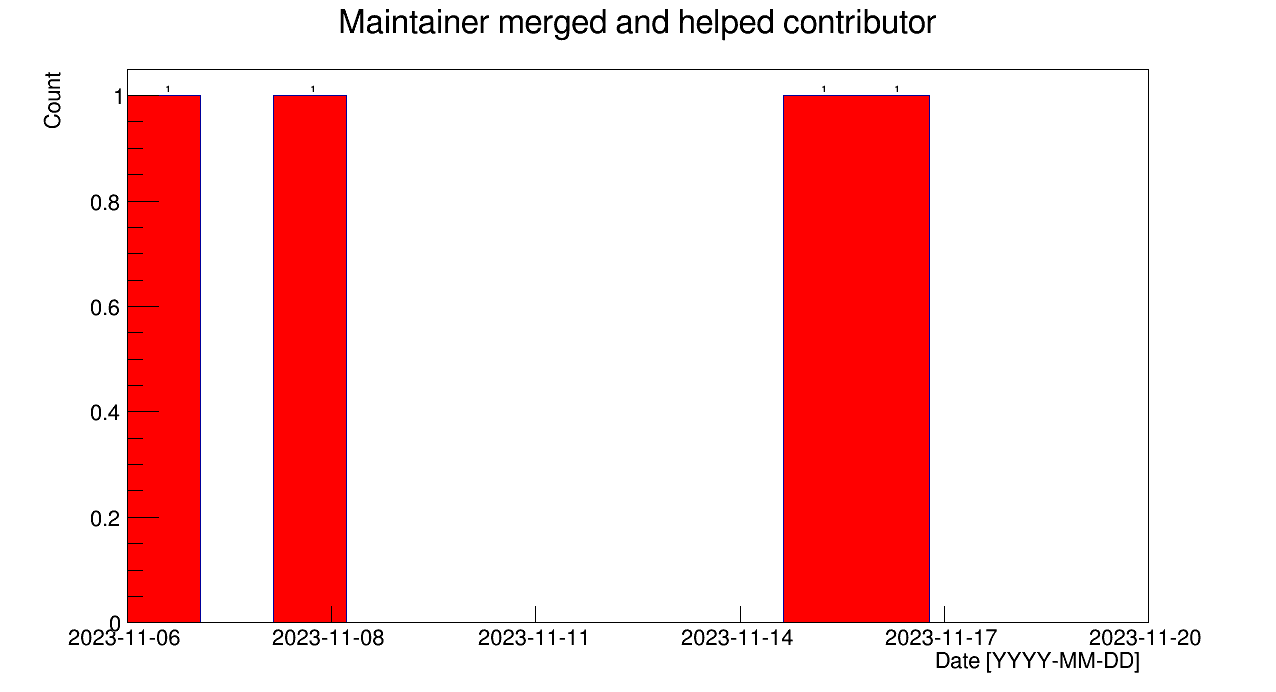 Maintainer merged and helped contributor
Count
1
1 1 1 1
0.8
0.6
0.4
0.2
0
2023-11-06 2023-11-08 2023-11-11 2023-11-14 2023-11-17 2023-11-20
Date [YYYY-MM-DD]